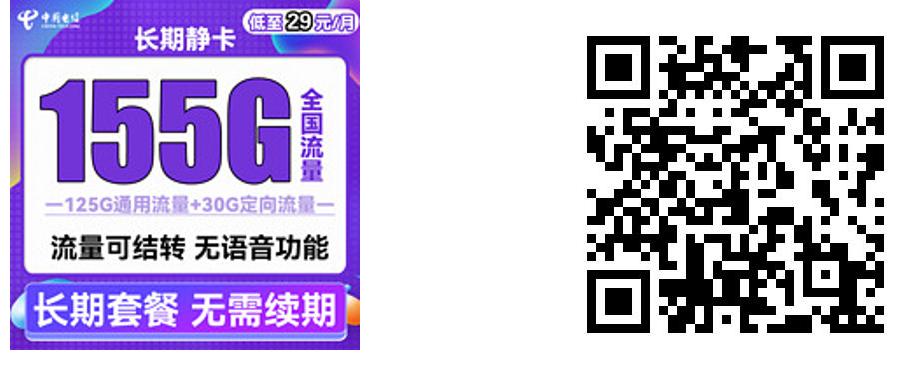 中国电信
低至29元/月
长期静卡
155G
全国流量
125G通用流量+30G定向流量
流量可结转 无语音功能
长期套餐 无需续期